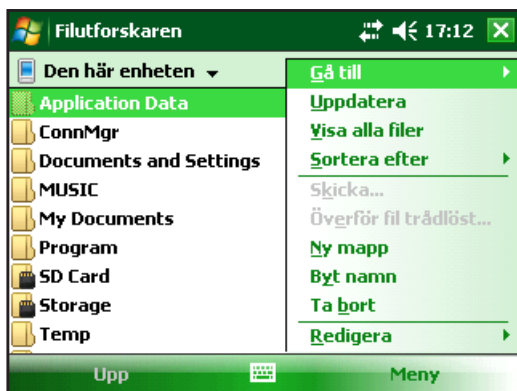 Filutforskaren 17:12
Den här enheten
Application Data
ConnMgr
Documents and Settings
MUSIC
My Documents
Program
SD Card
Storage
Temp
Gå till
Uppdatera
Visa alla filer
Sortera efter
Skicka...
Överför fil trådlöst...
Ny mapp
Byt namn
Ta bort
Redigera
Upp
Meny